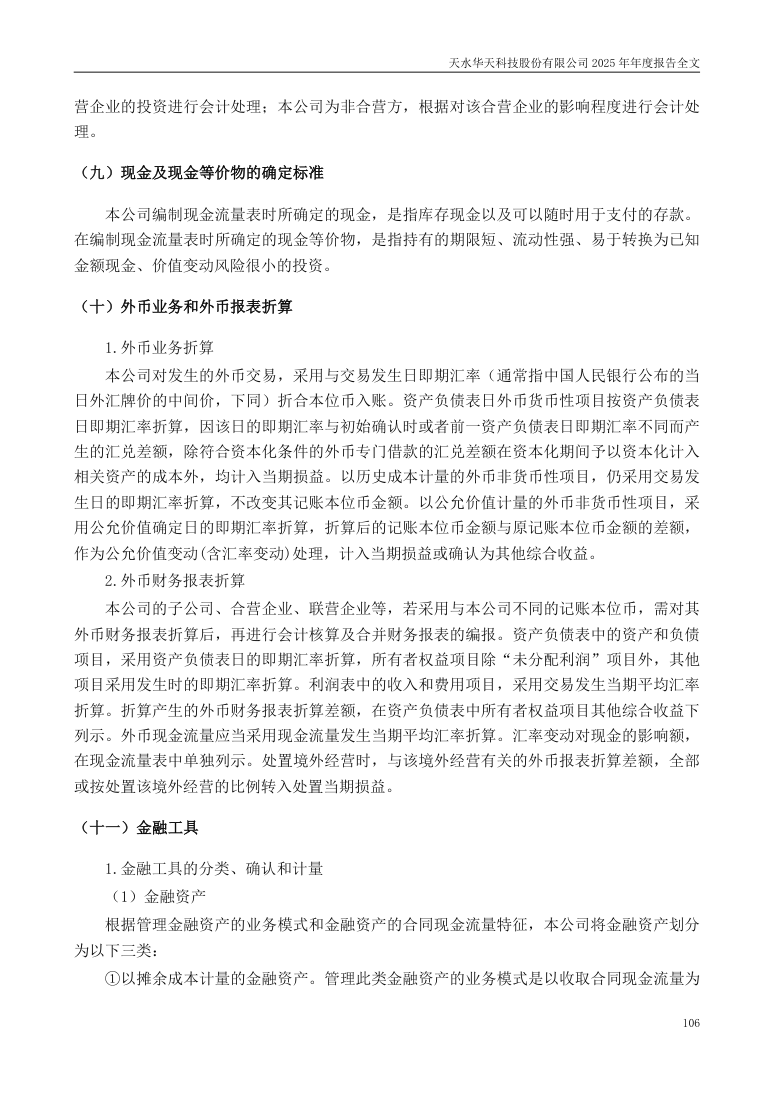 天水华天科技股份有限公司 2025 年年度报告全文
营企业的投资进行会计处理；本公司为非合营方，根据对该合营企业的影响程度进行会计处
理。
（九）现金及现金等价物的确定标准
本公司编制现金流量表时所确定的现金，是指库存现金以及可以随时用于支付的存款。
在编制现金流量表时所确定的现金等价物，是指持有的期限短、流动性强、易于转换为已知
金额现金、价值变动风险很小的投资。
（十）外币业务和外币报表折算
1.外币业务折算
本公司对发生的外币交易，采用与交易发生日即期汇率（通常指中国人民银行公布的当
日外汇牌价的中间价，下同）折合本位币入账。资产负债表日外币货币性项目按资产负债表
日即期汇率折算，因该日的即期汇率与初始确认时或者前一资产负债表日即期汇率不同而产
生的汇兑差额，除符合资本化条件的外币专门借款的汇兑差额在资本化期间予以资本化计入
相关资产的成本外，均计入当期损益。以历史成本计量的外币非货币性项目，仍采用交易发
生日的即期汇率折算，不改变其记账本位币金额。以公允价值计量的外币非货币性项目，采
用公允价值确定日的即期汇率折算，折算后的记账本位币金额与原记账本位币金额的差额，
作为公允价值变动(含汇率变动)处理，计入当期损益或确认为其他综合收益。
2.外币财务报表折算
本公司的子公司、合营企业、联营企业等，若采用与本公司不同的记账本位币，需对其
外币财务报表折算后，再进行会计核算及合并财务报表的编报。资产负债表中的资产和负债
项目，采用资产负债表日的即期汇率折算，所有者权益项目除“未分配利润”项目外，其他
项目采用发生时的即期汇率折算。利润表中的收入和费用项目，采用交易发生当期平均汇率
折算。折算产生的外币财务报表折算差额，在资产负债表中所有者权益项目其他综合收益下
列示。外币现金流量应当采用现金流量发生当期平均汇率折算。汇率变动对现金的影响额，
在现金流量表中单独列示。处置境外经营时，与该境外经营有关的外币报表折算差额，全部
或按处置该境外经营的比例转入处置当期损益。
（十一）金融工具
1.金融工具的分类、确认和计量
（1）金融资产
根据管理金融资产的业务模式和金融资产的合同现金流量特征，本公司将金融资产划分
为以下三类：
①以摊余成本计量的金融资产。管理此类金融资产的业务模式是以收取合同现金流量为
106